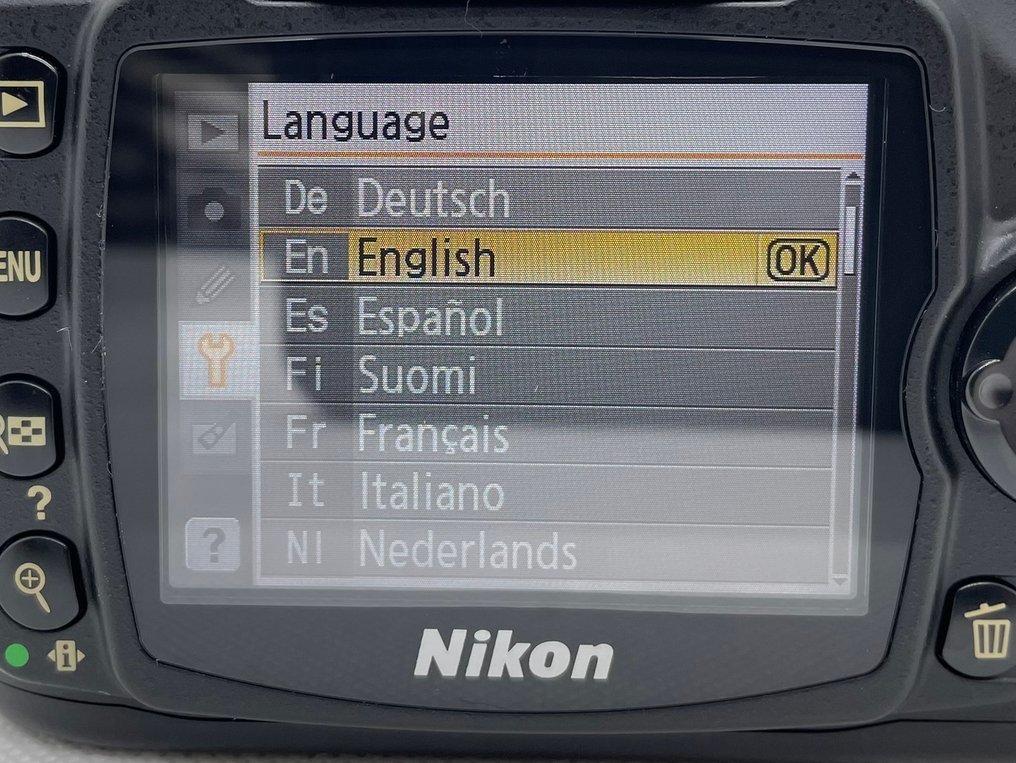 Language
De Deutsch
En English OK
Es Español
Fi Suomi
Fr Français
It Italiano
Nl Nederlands
ENU
?
?
i
Nikon